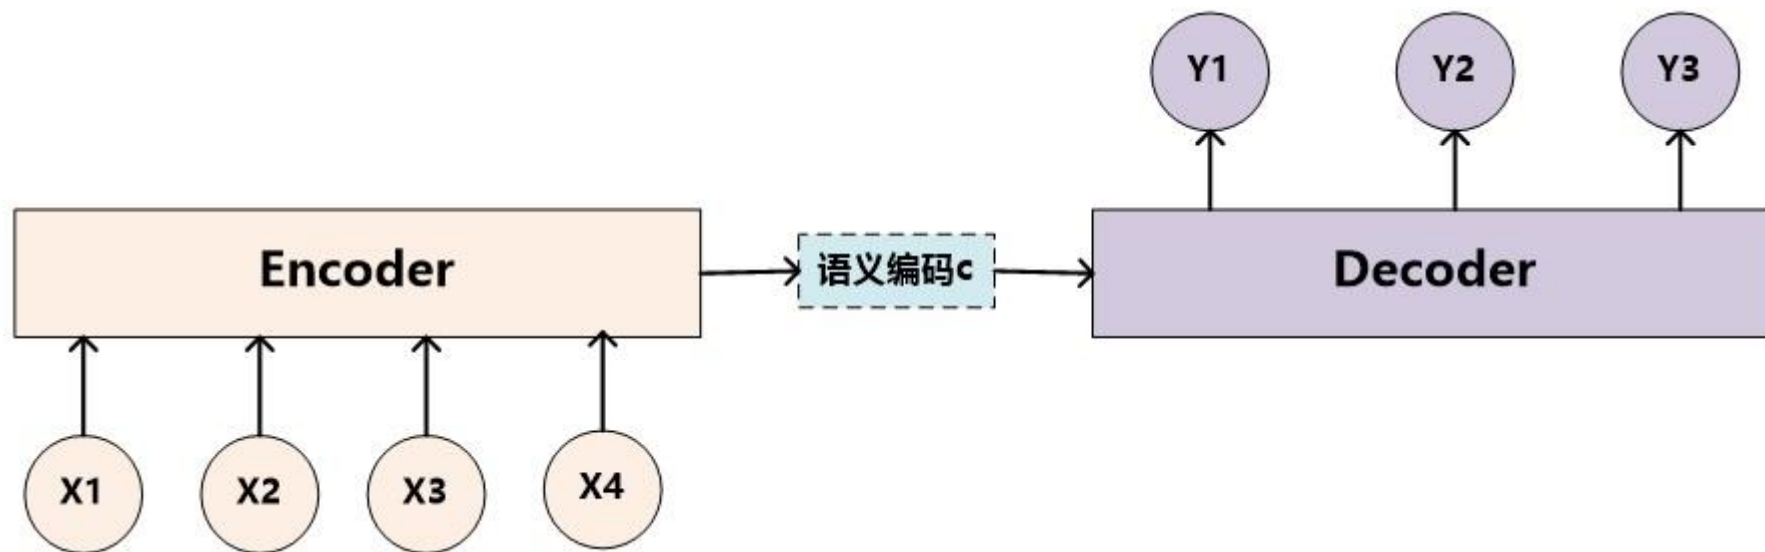 Y1 Y2 Y3
Encoder 语义编码c Decoder
X1 X2 X3 X4